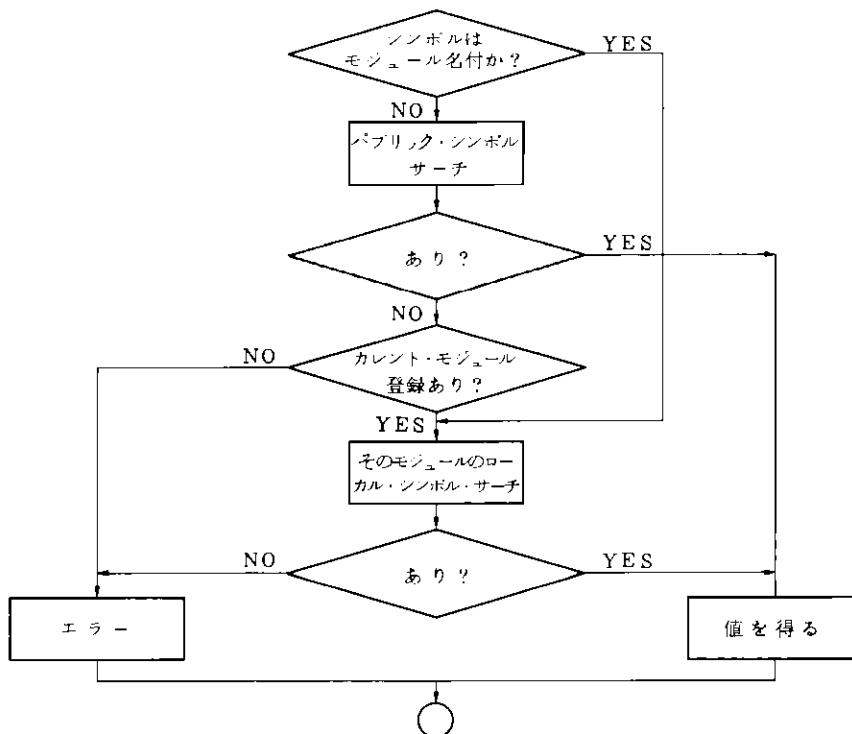 シンボルは
モジュール名付か？
YES
NO
パブリック・シンボル
サーチ
あり？
YES
NO
カレント・モジュール
登録あり？
NO
YES
そのモジュールのロー
カル・シンボル・サーチ
あり？
NO
YES
エラー
値を得る